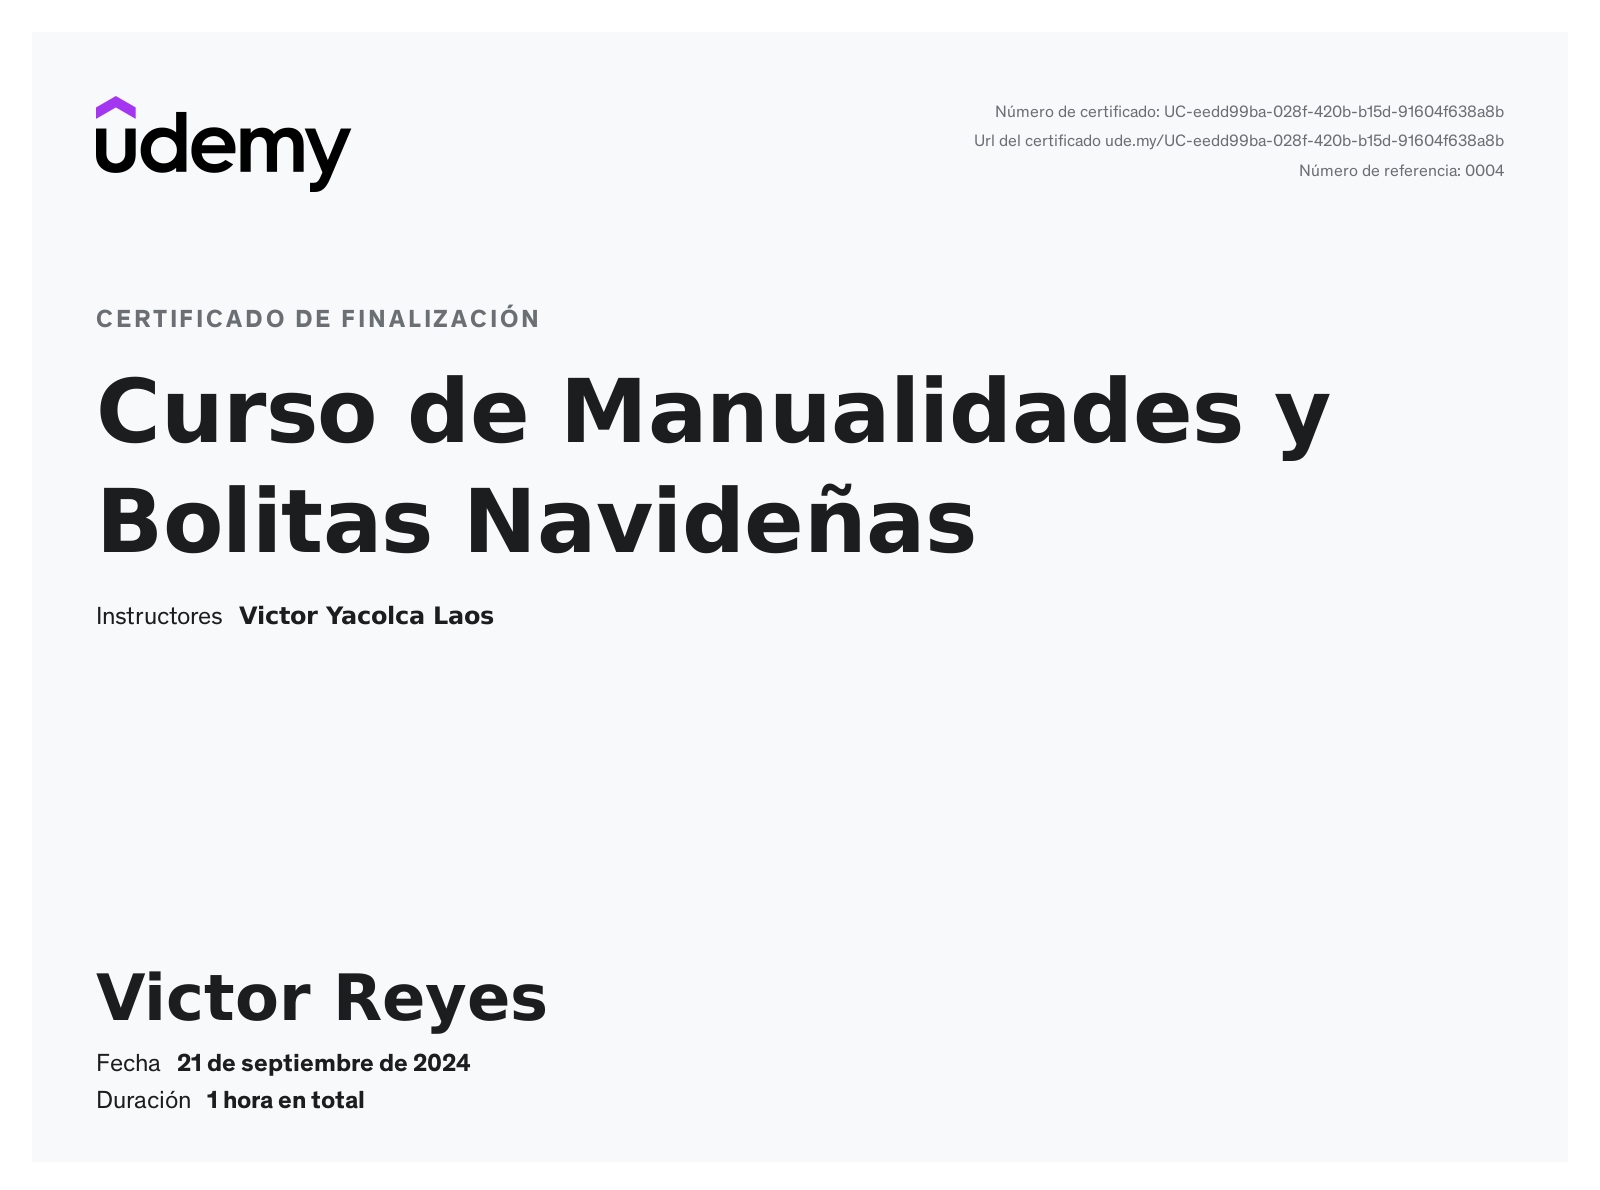 udemy
Número de certificado: UC-eedd99ba-028f-420b-b15d-91604f638a8b
Url del certificado ude.my/UC-eedd99ba-028f-420b-b15d-91604f638a8b
Número de referencia: 0004
CERTIFICADO DE FINALIZACIÓN
Curso de Manualidades y
Bolitas Navideñas
Instructores Victor Yacolca Laos
Victor Reyes
Fecha 21 de septiembre de 2024
Duración 1 hora en total